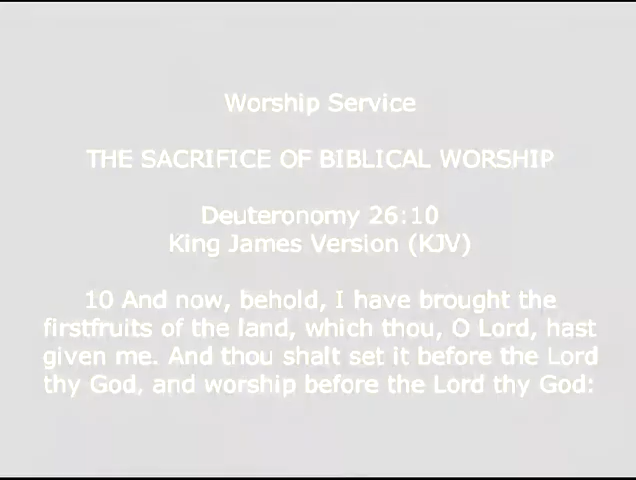 Worship Service
THE SACRIFICE OF BIBLICAL WORSHIP
Deuteronomy 26:10
King James Version (KJV)
10 And now, behold, I have brought the
firstfruits of the land, which thou, O Lord, hast
given me. And thou shalt set it before the Lord
thy God, and worship before the Lord thy God: